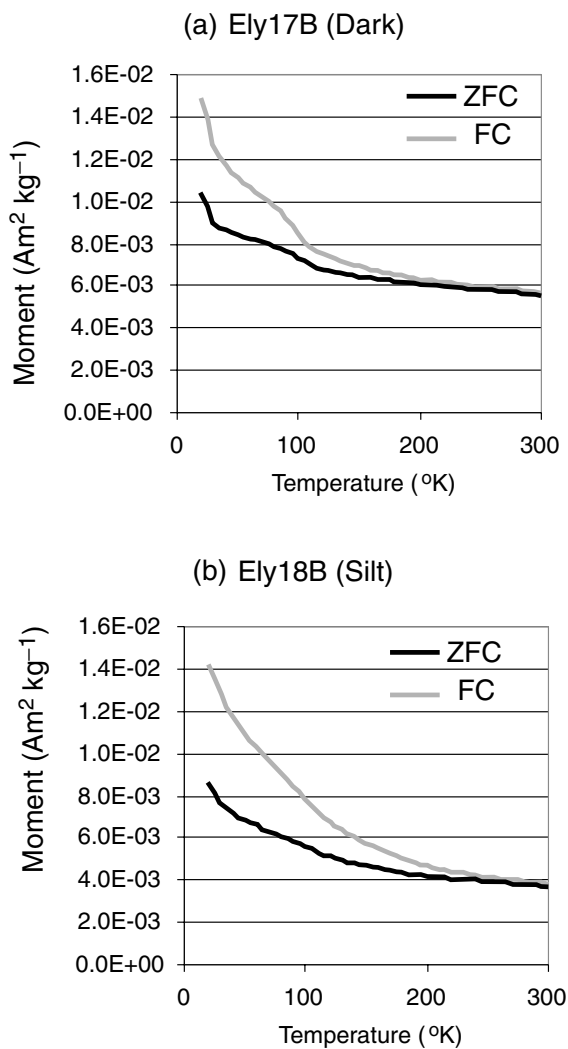 (a) Ely17B (Dark)
Moment (Am² kg⁻¹)
1.6E-02
1.4E-02
1.2E-02
1.0E-02
8.0E-03
6.0E-03
4.0E-03
2.0E-03
0.0E+00
ZFC
FC
0 100 200 300
Temperature (°K)
(b) Ely18B (Silt)
Moment (Am² kg⁻¹)
1.6E-02
1.4E-02
1.2E-02
1.0E-02
8.0E-03
6.0E-03
4.0E-03
2.0E-03
0.0E+00
ZFC
FC
0 100 200 300
Temperature (°K)